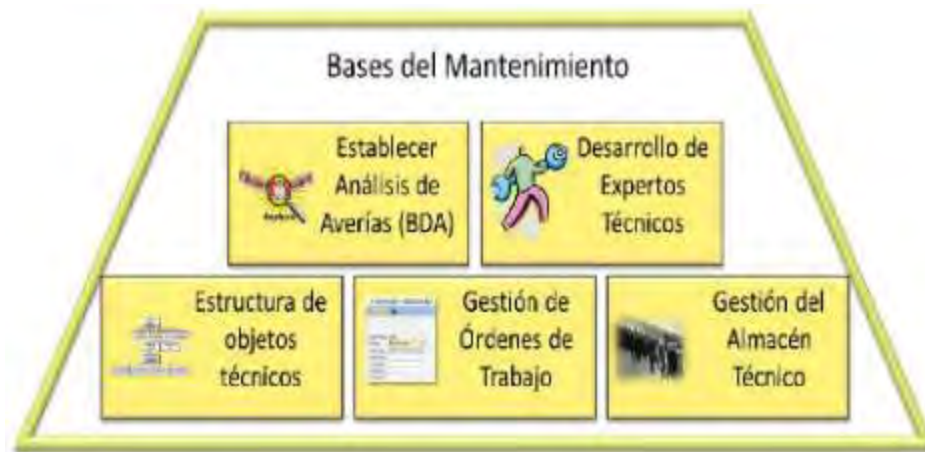 Bases del Mantenimiento
Establecer
Análisis de
Averías (BDA)
Desarrollo de
Expertos
Técnicos
Estructura de
objetos
técnicos
Gestión de
Órdenes de
Trabajo
Gestión del
Almacén
Técnico